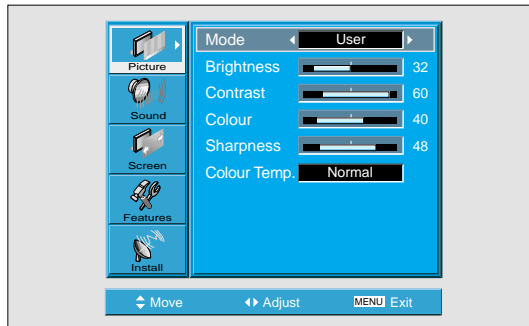 Picture
Sound
Screen
Features
Install
Mode User
Brightness 32
Contrast 60
Colour 40
Sharpness 48
Colour Temp. Normal
Move Adjust MENU Exit